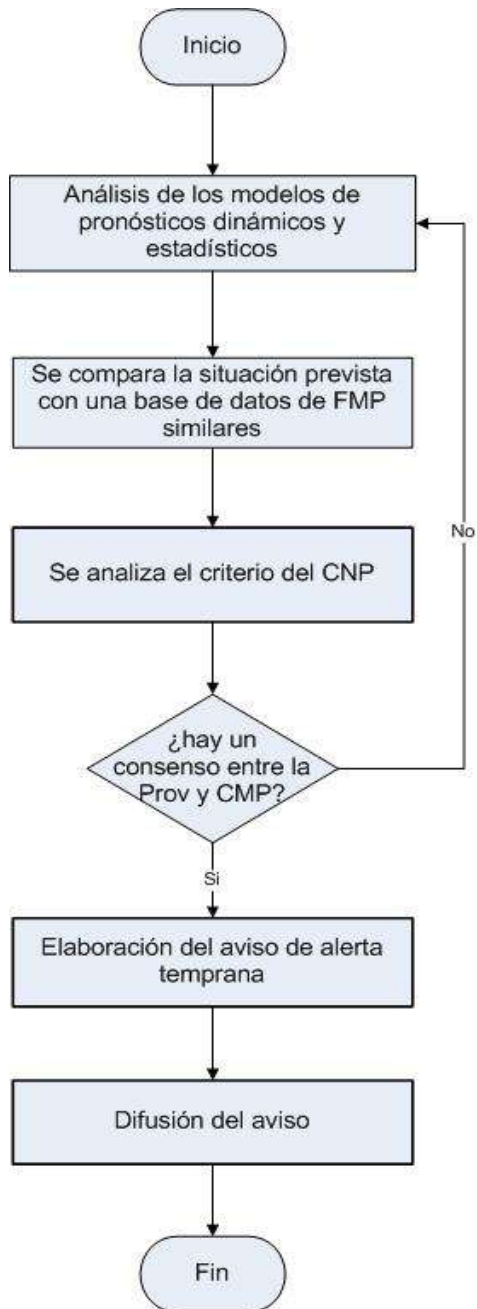 Inicio
Análisis de los modelos de
pronósticos dinámicos y
estadísticos
Se compara la situación prevista
con una base de datos de FMP
similares
Se analiza el criterio del CNP
No
¿hay un
consenso entre la
Prov y CMP?
Si
Elaboración del aviso de alerta
temprana
Difusión del aviso
Fin